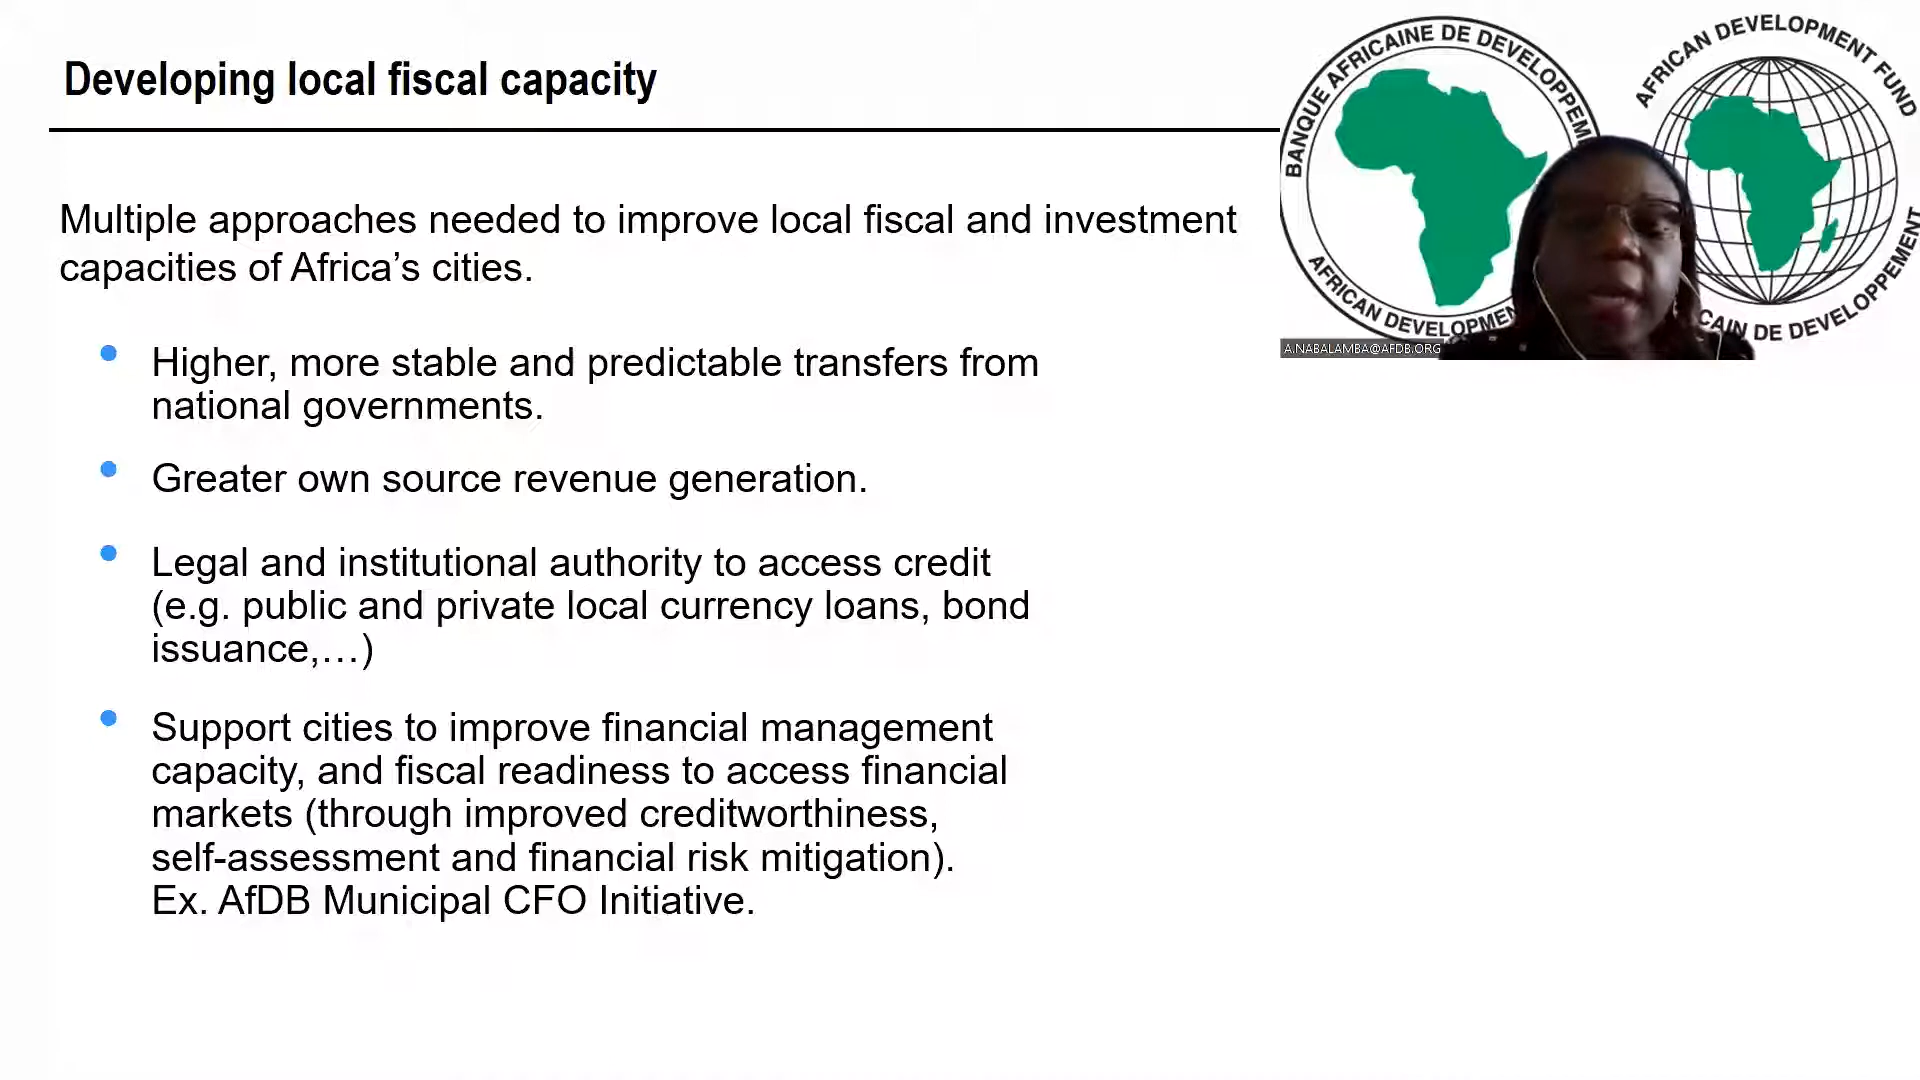 Developing local fiscal capacity
Multiple approaches needed to improve local fiscal and investment
capacities of Africa’s cities.
Higher, more stable and predictable transfers from
national governments.
Greater own source revenue generation.
Legal and institutional authority to access credit
(e.g. public and private local currency loans, bond
issuance,…)
Support cities to improve financial management
capacity, and fiscal readiness to access financial
markets (through improved creditworthiness,
self-assessment and financial risk mitigation).
Ex. AfDB Municipal CFO Initiative.
BANQUE AFRICAINE DE DEVELOPPEME
AFRICAN DEVELOPMEN
AFRICAN DEVELOPMENT FUND
CAIN DE DEVELOPPEMENT
A.NABALAMBA@AFDB.ORG